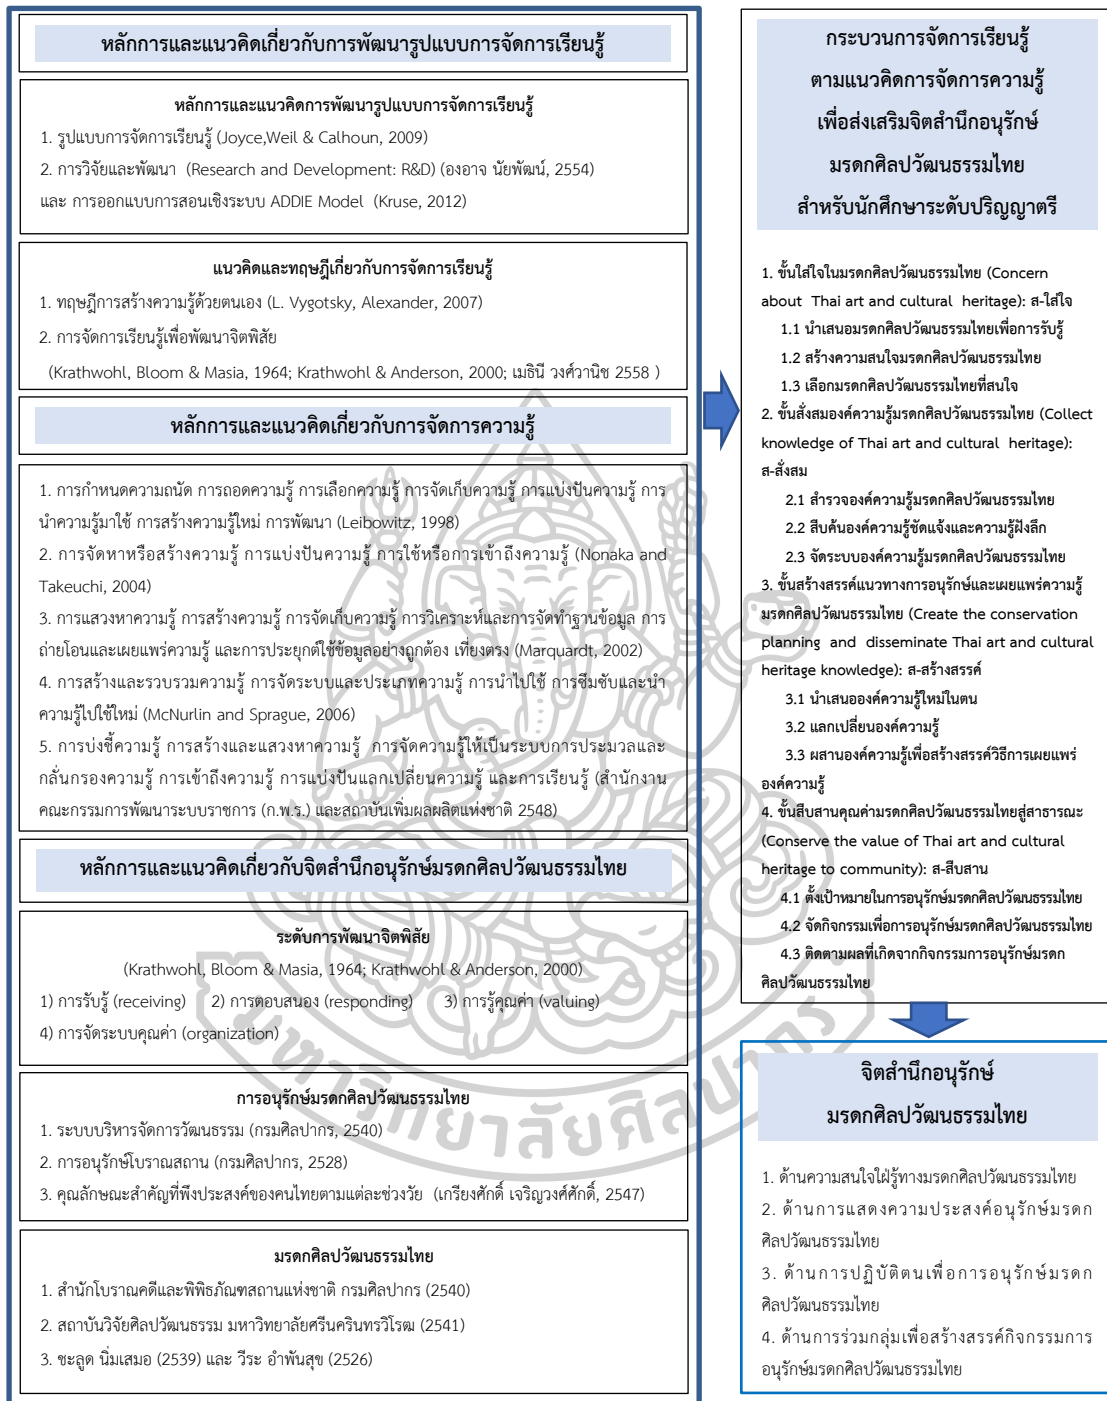 หลักการและแนวคิดเกี่ยวกับการพัฒนารูปแบบการจัดการเรียนรู้
หลักการและแนวคิดการพัฒนารูปแบบการจัดการเรียนรู้
1. รูปแบบการจัดการเรียนรู้ (Joyce,Weil & Calhoun, 2009)
2. การวิจัยและพัฒนา (Research and Development: R&D) (องอาจ นัยพัฒน์, 2554)
และ การออกแบบการสอนเชิงระบบ ADDIE Model (Kruse, 2012)
แนวคิดและทฤษฎีเกี่ยวกับการจัดการเรียนรู้
1. ทฤษฎีการสร้างความรู้ด้วยตนเอง (L. Vygotsky, Alexander, 2007)
2. การจัดการเรียนรู้เพื่อพัฒนาจิตพิสัย
(Krathwohl, Bloom & Masia, 1964; Krathwohl & Anderson, 2000; เมธินี วงศ์วานิช 2558 )
หลักการและแนวคิดเกี่ยวกับการจัดการความรู้
1. การกำหนดความถนัด การถอดความรู้ การเลือกความรู้ การจัดเก็บความรู้ การแบ่งปันความรู้ การ
นำความรู้มาใช้ การสร้างความรู้ใหม่ การพัฒนา (Leibowitz, 1998)
2. การจัดหาหรือสร้างความรู้ การแบ่งปันความรู้ การใช้หรือการเข้าถึงความรู้ (Nonaka and
Takeuchi, 2004)
3. การแสวงหาความรู้ การสร้างความรู้ การจัดเก็บความรู้ การวิเคราะห์และการจัดทำฐานข้อมูล การ
ถ่ายโอนและเผยแพร่ความรู้ และการประยุกต์ใช้ข้อมูลอย่างถูกต้อง เที่ยงตรง (Marquardt, 2002)
4. การสร้างและรวบรวมความรู้ การจัดระบบและประเภทความรู้ การนำไปใช้ การซึมซับและนำ
ความรู้ไปใช้ใหม่ (McNurlin and Sprague, 2006)
5. การบ่งชี้ความรู้ การสร้างและแสวงหาความรู้ การจัดความรู้ให้เป็นระบบการประมวลและ
กลั่นกรองความรู้ การเข้าถึงความรู้ การแบ่งปันแลกเปลี่ยนความรู้ และการเรียนรู้ (สำนักงาน
คณะกรรมการพัฒนาระบบราชการ (ก.พ.ร.) และสถาบันเพิ่มผลผลิตแห่งชาติ 2548)
หลักการและแนวคิดเกี่ยวกับจิตสำนึกอนุรักษ์มรดกศิลปวัฒนธรรมไทย
ระดับการพัฒนาจิตพิสัย
(Krathwohl, Bloom & Masia, 1964; Krathwohl & Anderson, 2000)
1) การรับรู้ (receiving) 2) การตอบสนอง (responding) 3) การรู้คุณค่า (valuing)
4) การจัดระบบคุณค่า (organization)
การอนุรักษ์มรดกศิลปวัฒนธรรมไทย
1. ระบบบริหารจัดการวัฒนธรรม (กรมศิลปากร, 2540)
2. การอนุรักษ์โบราณสถาน (กรมศิลปากร, 2528)
3. คุณลักษณะสำคัญที่พึงประสงค์ของคนไทยตามแต่ละช่วงวัย (เกรียงศักดิ์ เจริญวงศ์ศักดิ์, 2547)
มรดกศิลปวัฒนธรรมไทย
1. สำนักโบราณคดีและพิพิธภัณฑสถานแห่งชาติ กรมศิลปากร (2540)
2. สถาบันวิจัยศิลปวัฒนธรรม มหาวิทยาลัยศรีนครินทรวิโรฒ (2541)
3. ชะลูด นิ่มเสมอ (2539) และ วีระ อำพันสุข (2526)
กระบวนการจัดการเรียนรู้
ตามแนวคิดการจัดการความรู้
เพื่อส่งเสริมจิตสำนึกอนุรักษ์
มรดกศิลปวัฒนธรรมไทย
สำหรับนักศึกษาระดับปริญญาตรี
1. ขั้นใส่ใจในมรดกศิลปวัฒนธรรมไทย (Concern
about Thai art and cultural heritage): ส-ใส่ใจ
1.1 นำเสนอมรดกศิลปวัฒนธรรมไทยเพื่อการรับรู้
1.2 สร้างความสนใจมรดกศิลปวัฒนธรรมไทย
1.3 เลือกมรดกศิลปวัฒนธรรมไทยที่สนใจ
2. ขั้นสั่งสมองค์ความรู้มรดกศิลปวัฒนธรรมไทย (Collect
knowledge of Thai art and cultural heritage):
ส-สั่งสม
2.1 สำรวจองค์ความรู้มรดกศิลปวัฒนธรรมไทย
2.2 สืบค้นองค์ความรู้ชัดแจ้งและความรู้ฝังลึก
2.3 จัดระบบองค์ความรู้มรดกศิลปวัฒนธรรมไทย
3. ขั้นสร้างสรรค์แนวทางการอนุรักษ์และเผยแพร่ความรู้
มรดกศิลปวัฒนธรรมไทย (Create the conservation
planning and disseminate Thai art and cultural
heritage knowledge): ส-สร้างสรรค์
3.1 นำเสนอองค์ความรู้ใหม่ในตน
3.2 แลกเปลี่ยนองค์ความรู้
3.3 ผสานองค์ความรู้เพื่อสร้างสรรค์วิธีการเผยแพร่
องค์ความรู้
4. ขั้นสืบสานคุณค่ามรดกศิลปวัฒนธรรมไทยสู่สาธารณะ
(Conserve the value of Thai art and cultural
heritage to community): ส-สืบสาน
4.1 ตั้งเป้าหมายในการอนุรักษ์มรดกศิลปวัฒนธรรมไทย
4.2 จัดกิจกรรมเพื่อการอนุรักษ์มรดกศิลปวัฒนธรรมไทย
4.3 ติดตามผลที่เกิดจากกิจกรรมการอนุรักษ์มรดก
ศิลปวัฒนธรรมไทย
จิตสำนึกอนุรักษ์
มรดกศิลปวัฒนธรรมไทย
1. ด้านความสนใจใฝ่รู้ทางมรดกศิลปวัฒนธรรมไทย
2. ด้านการแสดงความประสงค์อนุรักษ์มรดก
ศิลปวัฒนธรรมไทย
3. ด้านการปฏิบัติตนเพื่อการอนุรักษ์มรดก
ศิลปวัฒนธรรมไทย
4. ด้านการร่วมกลุ่มเพื่อสร้างสรรค์กิจกรรมการ
อนุรักษ์มรดกศิลปวัฒนธรรมไทย
มหาวิทยาลัยศิลปากร